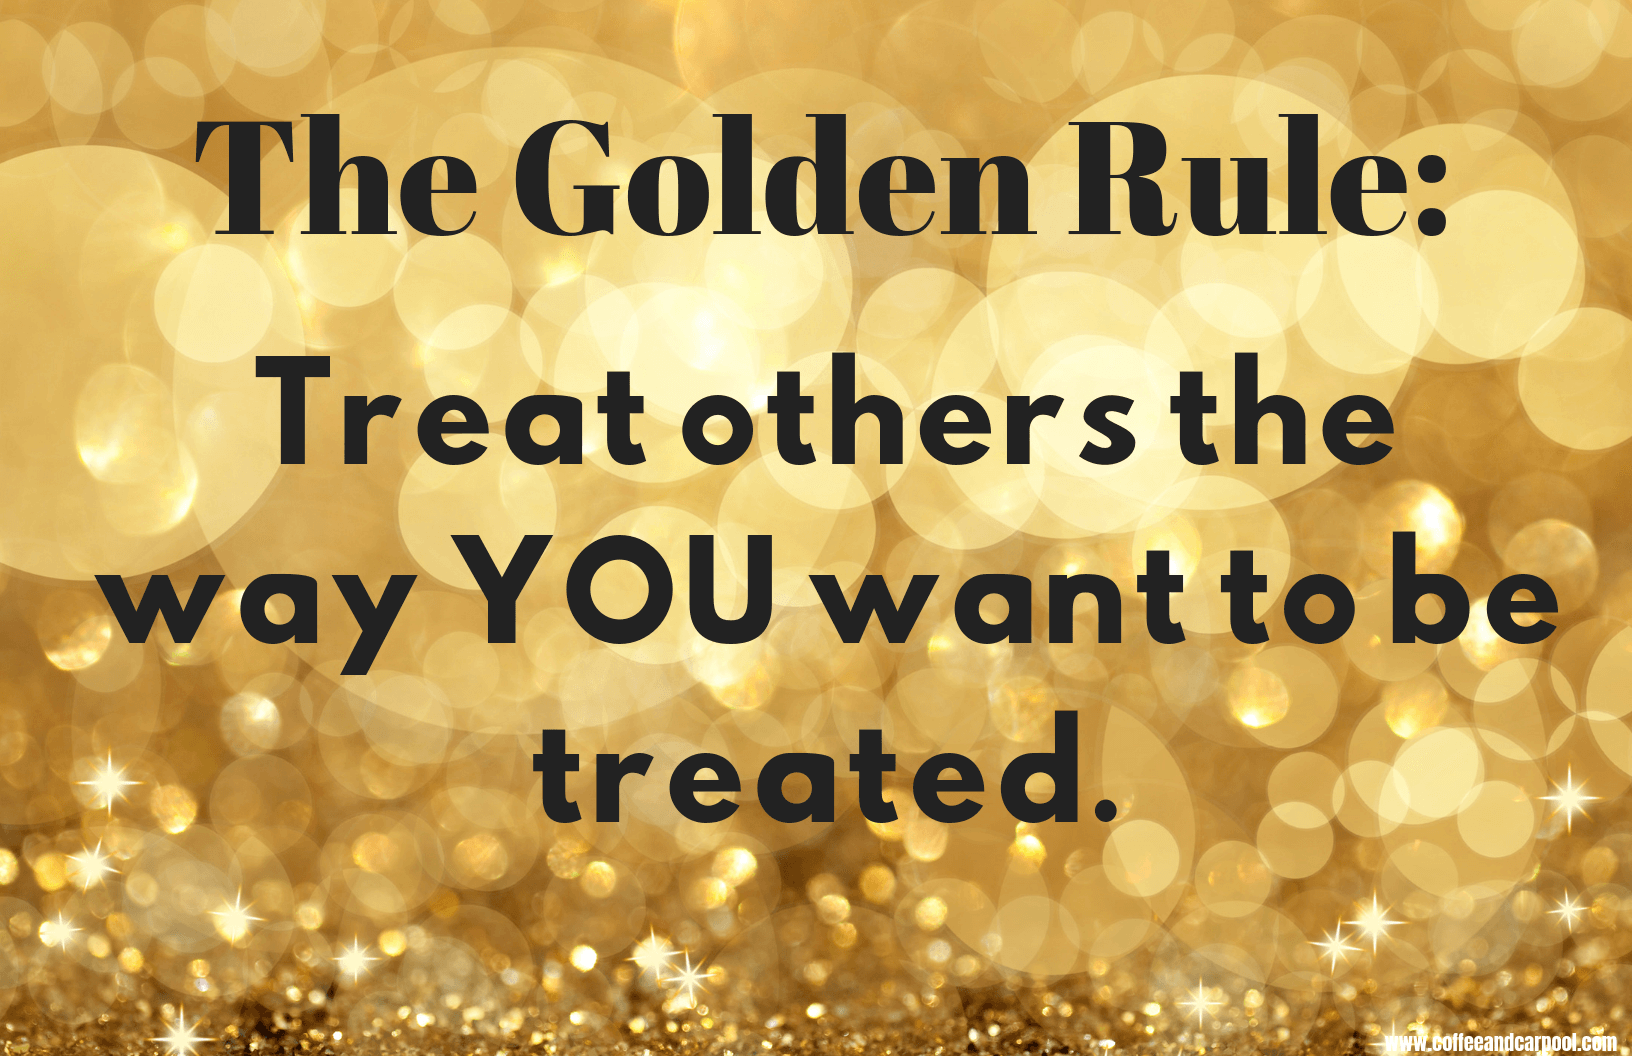 The Golden Rule:
Treat others the
way YOU want to be
treated.
www.coffeeandcarpool.com